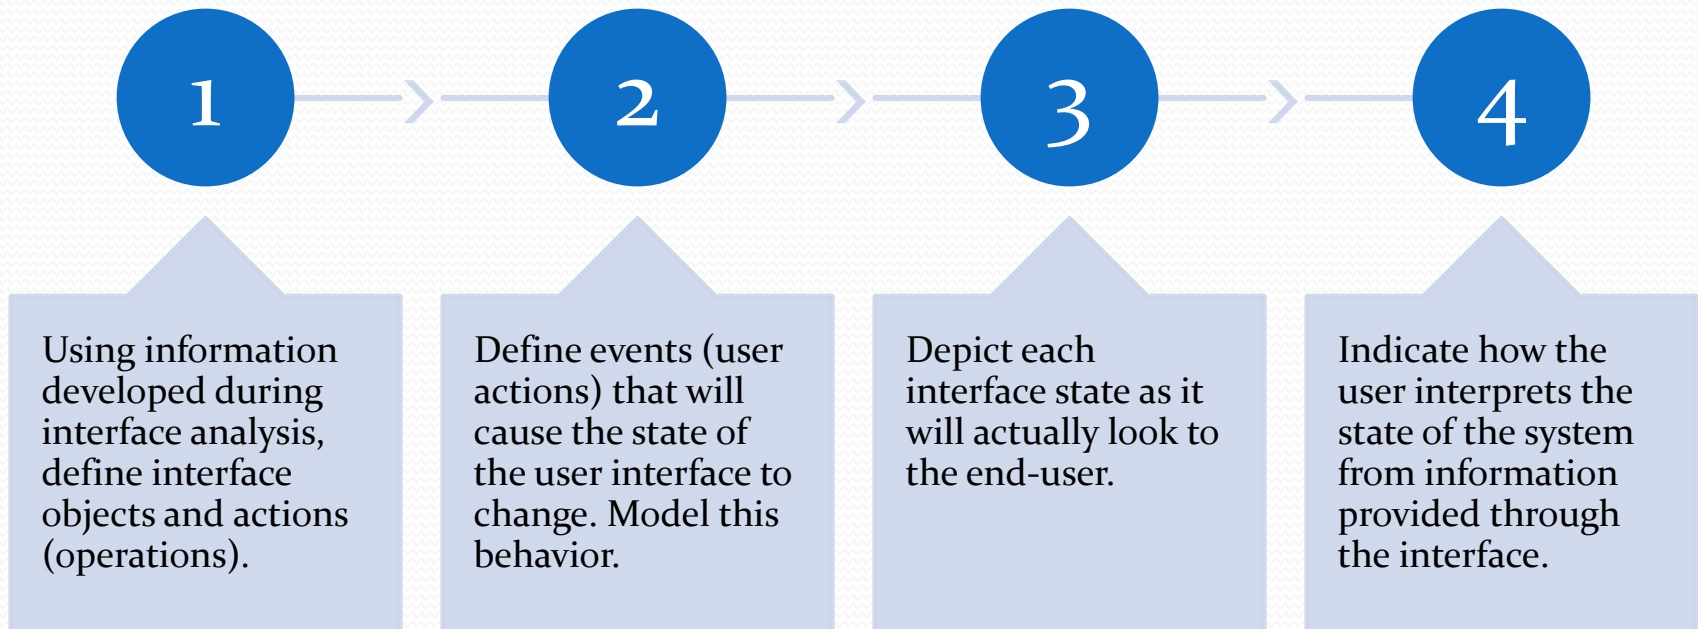 1
Using information
developed during
interface analysis,
define interface
objects and actions
(operations).
2
Define events (user
actions) that will
cause the state of
the user interface to
change. Model this
behavior.
3
Depict each
interface state as it
will actually look to
the end-user.
4
Indicate how the
user interprets the
state of the system
from information
provided through
the interface.